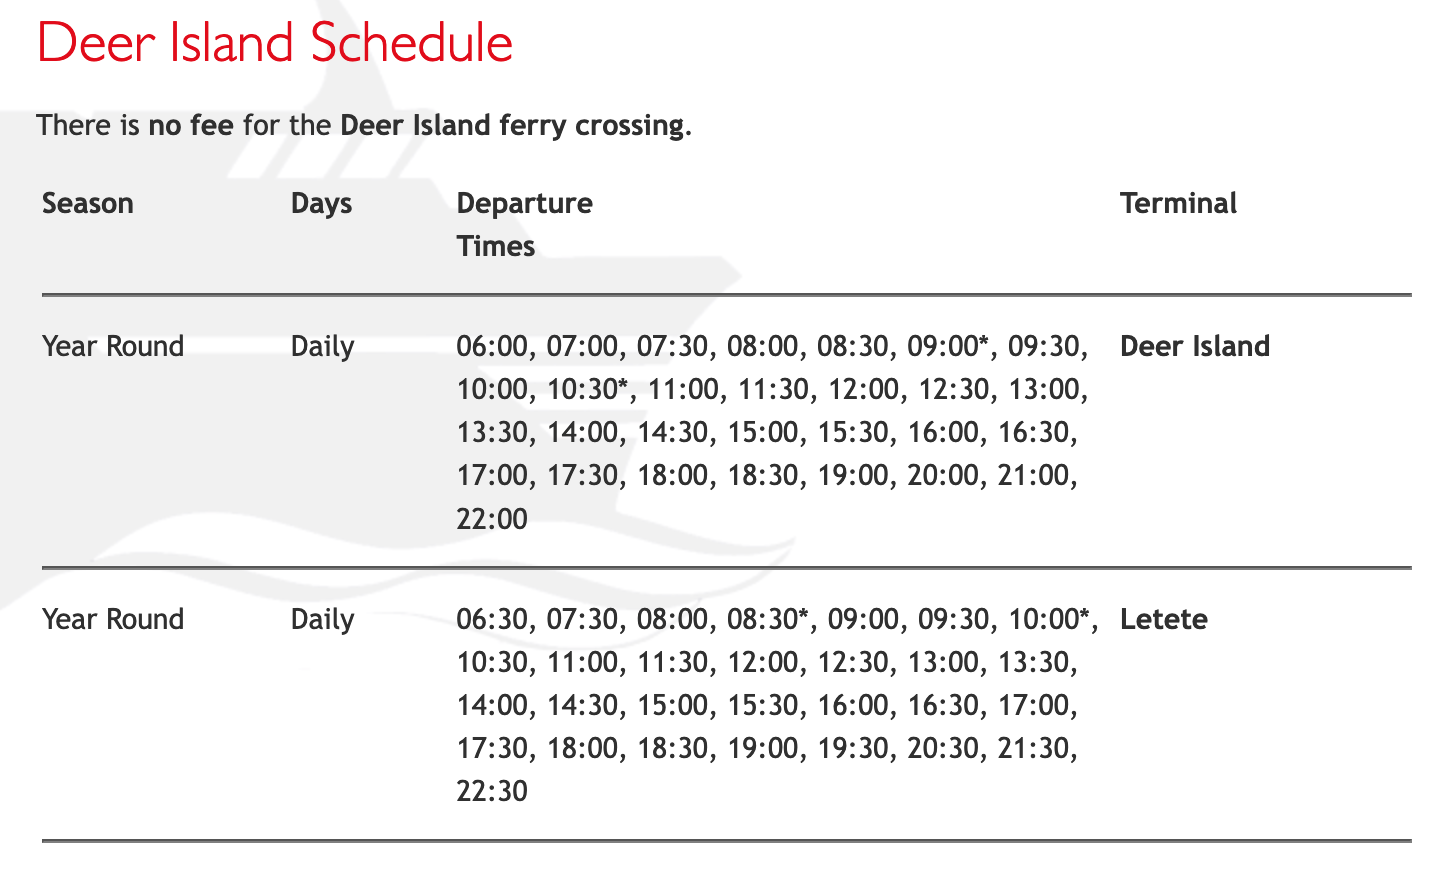 Deer Island Schedule
There is no fee for the Deer Island ferry crossing.
Season Days Departure Times Terminal
Year Round Daily 06:00, 07:00, 07:30, 08:00, 08:30, 09:00*, 09:30, Deer Island
10:00, 10:30*, 11:00, 11:30, 12:00, 12:30, 13:00,
13:30, 14:00, 14:30, 15:00, 15:30, 16:00, 16:30,
17:00, 17:30, 18:00, 18:30, 19:00, 20:00, 21:00,
22:00
Year Round Daily 06:30, 07:30, 08:00, 08:30*, 09:00, 09:30, 10:00*, Letete
10:30, 11:00, 11:30, 12:00, 12:30, 13:00, 13:30,
14:00, 14:30, 15:00, 15:30, 16:00, 16:30, 17:00,
17:30, 18:00, 18:30, 19:00, 19:30, 20:30, 21:30,
22:30